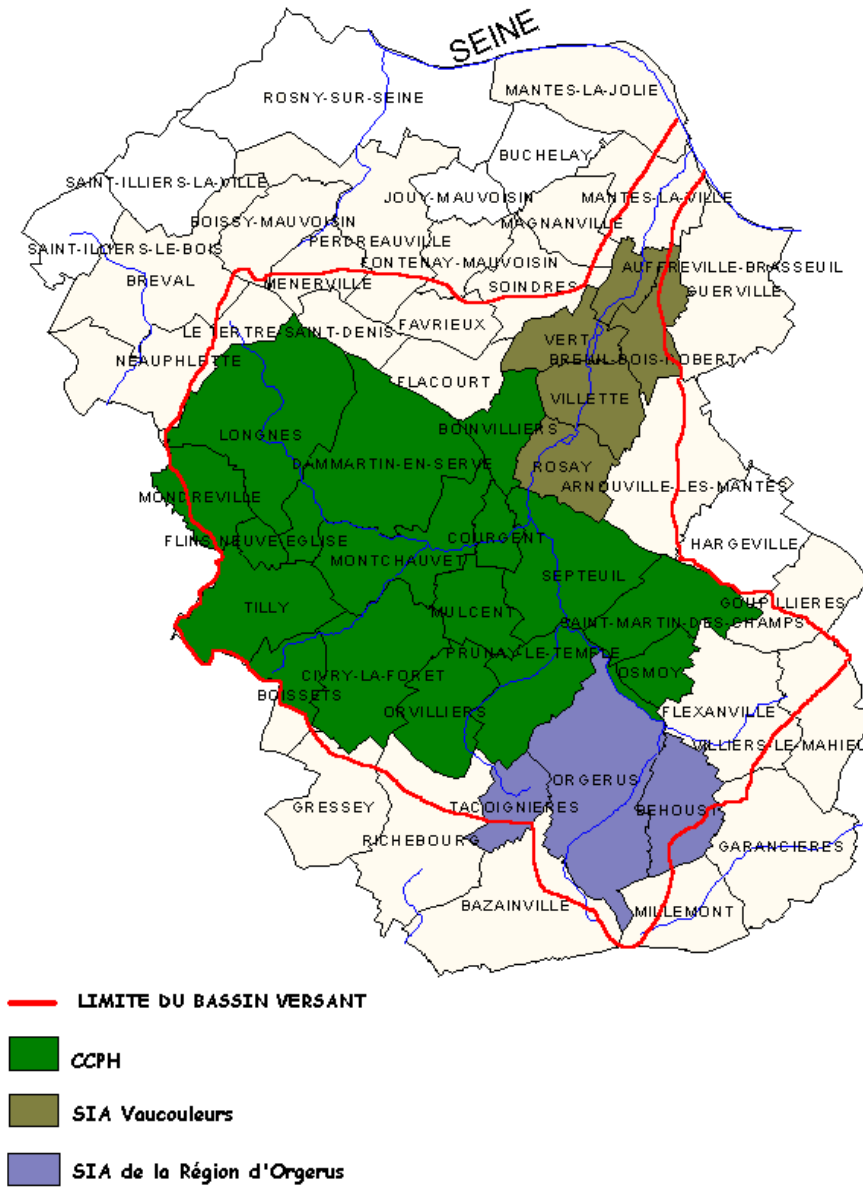 SEINE
MANTES-LA-JOLIE
ROSNY-SUR-SEINE
BUCHELAY
SAINT-ILLIERS-LA-VILLE
JOUY-MAUVOISIN
MANTES-LA-VILLE
BOISSY-MAUVOISIN
MAGNANVILLE
PERDREAUVILLE
SAINT-ILLIERS-LE-BOIS
FONTENAY-MAUVOISIN
AUFFREVILLE-BRASSEUIL
BREVAL
MENERVILLE
SOINDRES
GUERVILLE
LE TERTRE-SAINT-DENIS
FAVRIEUX
VERT
NEAUPHLETTE
BREUIL-BOIS-ROBERT
FLACOURT
VILLETTE
LONGNES
BOINVILLIERS
DAMMARTIN-EN-SERVE
ROSAY
ARNOUVILLE-LES-MANTES
MONDREVILLE
FLINS-NEUVE-EGLISE
COURGENT
HARGEVILLE
MONTCHAUVET
SEPTEUIL
TILLY
MULCENT
GOUPILLIERES
SAINT-MARTIN-DES-CHAMPS
PRUNAY-LE-TEMPLE
CIVRY-LA-FORET
OSMOY
BOISSETS
ORVILLIERS
FLEXANVILLE
VILLIERS-LE-MAHIEU
ORGERUS
GRESSEY
TACOIGNIERES
BEHOUST
RICHEBOURG
GARANCIERES
BAZAINVILLE
MILLEMONT
LIMITE DU BASSIN VERSANT
CCPH
SIA Vaucouleurs
SIA de la Région d'Orgerus